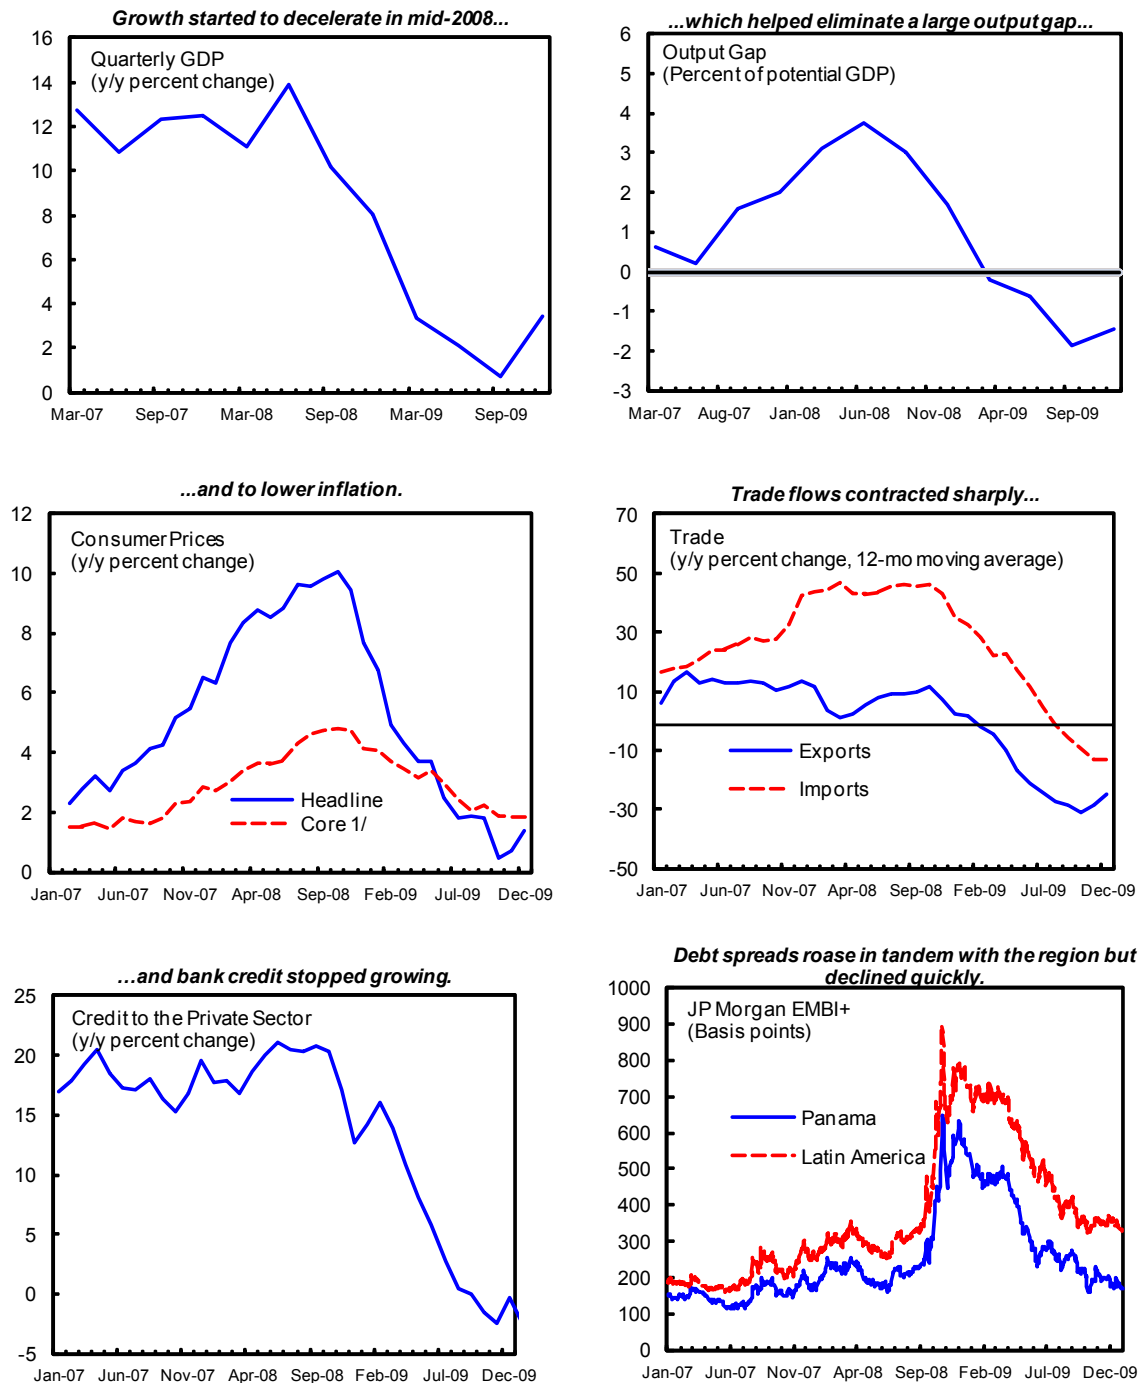 Growth started to decelerate in mid-2008...
16
14
12
10
8
6
4
2
0
Quarterly GDP
(y/y percent change)
Mar-07 Sep-07 Mar-08 Sep-08 Mar-09 Sep-09
...which helped eliminate a large output gap...
6
5
4
3
2
1
0
-1
-2
-3
Output Gap
(Percent of potential GDP)
Mar-07 Aug-07 Jan-08 Jun-08 Nov-08 Apr-09 Sep-09
...and to lower inflation.
12
10
8
6
4
2
0
Consumer Prices
(y/y percent change)
Headline
Core 1/
Jan-07 Jun-07 Nov-07 Apr-08 Sep-08 Feb-09 Jul-09 Dec-09
Trade flows contracted sharply...
70
50
30
10
-10
-30
-50
Trade
(y/y percent change, 12-mo moving average)
Exports
Imports
Jan-07 Jun-07 Nov-07 Apr-08 Sep-08 Feb-09 Jul-09 Dec-09
...and bank credit stopped growing.
25
20
15
10
5
0
-5
Credit to the Private Sector
(y/y percent change)
Jan-07 Jun-07 Nov-07 Apr-08 Sep-08 Feb-09 Jul-09 Dec-09
Debt spreads roase in tandem with the region but
declined quickly.
1000
900
800
700
600
500
400
300
200
100
0
JP Morgan EMBI+
(Basis points)
Panama
Latin America
Jan-07 Jun-07 Nov-07 Apr-08 Sep-08 Feb-09 Jul-09 Dec-09